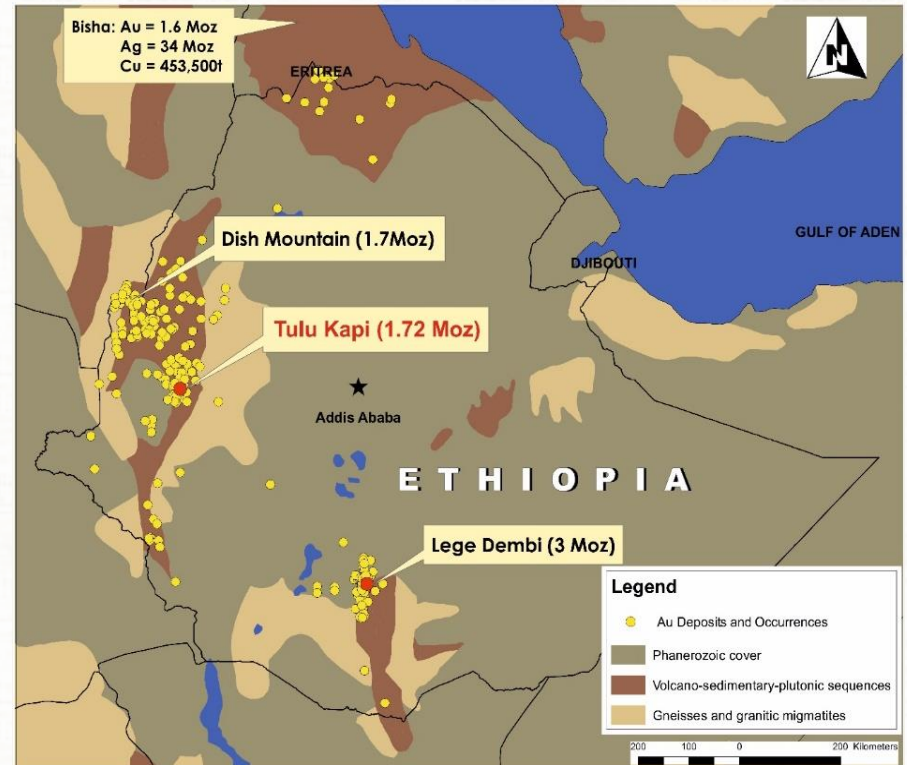 Bisha: Au = 1.6 Moz
Ag = 34 Moz
Cu = 453,500t
ERITREA
N
Dish Mountain (1.7Moz)
GULF OF ADEN
DJIBOUTI
Tulu Kapi (1.72 Moz)
Addis Ababa
ETHIOPIA
Lege Dembi (3 Moz)
Legend
Au Deposits and Occurrences
Phanerozoic cover
Volcano-sedimentary-plutonic sequences
Gneisses and granitic migmatites
200 100 0 200 Kilometers